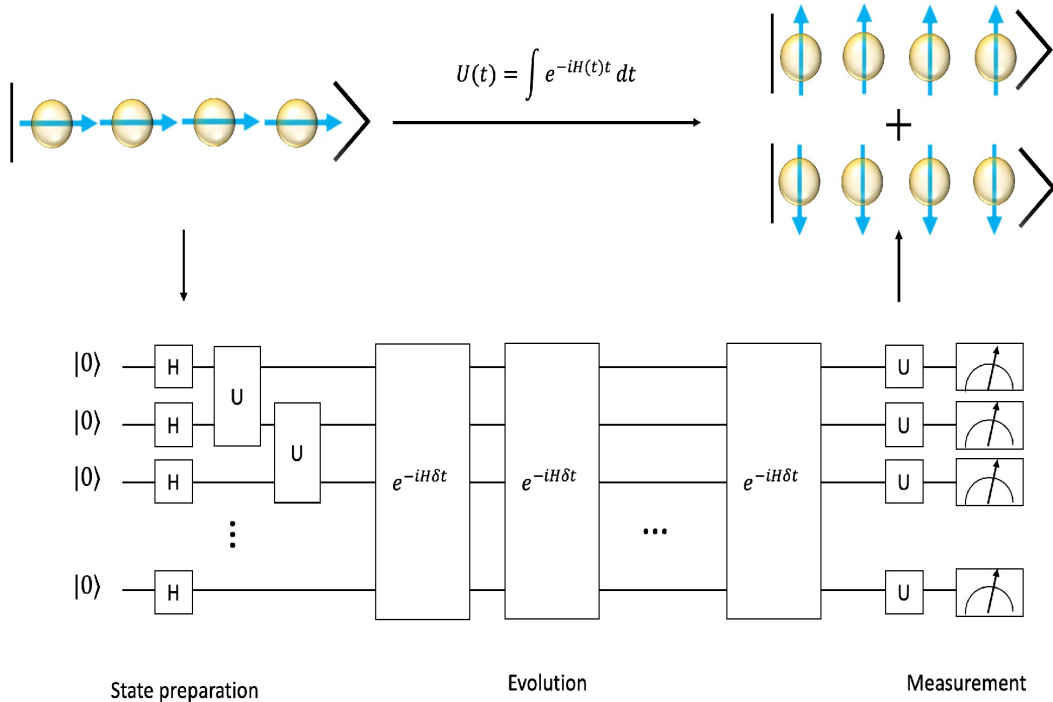 U(t) = ∫ e^{-iH(t)t} dt
+
|0⟩ H U
|0⟩ H U
|0⟩ H
⋮
|0⟩ H
e^{-iHδt} e^{-iHδt} ... e^{-iHδt}
U
U
U
U
State preparation Evolution Measurement